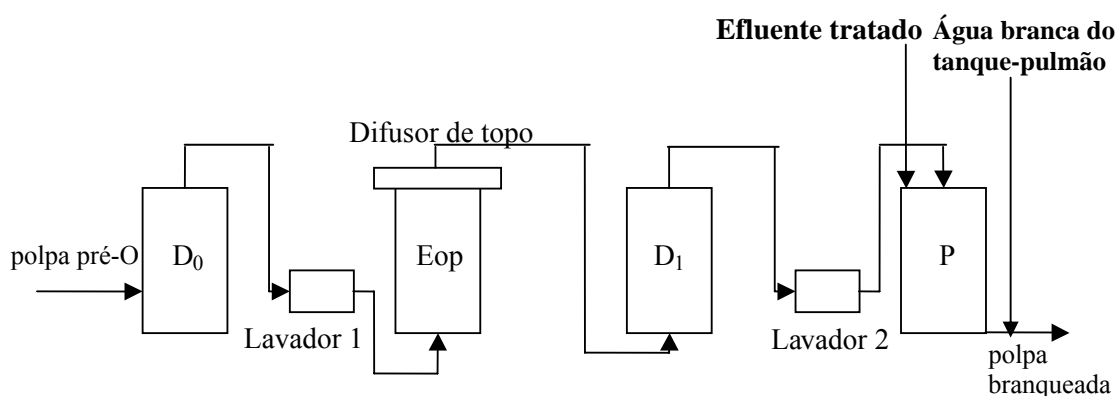 Efluente tratado
Água branca do
tanque-pulmão
Difusor de topo
polpa pré-O
D₀
Eop
D₁
P
Lavador 1
Lavador 2
polpa
branqueada